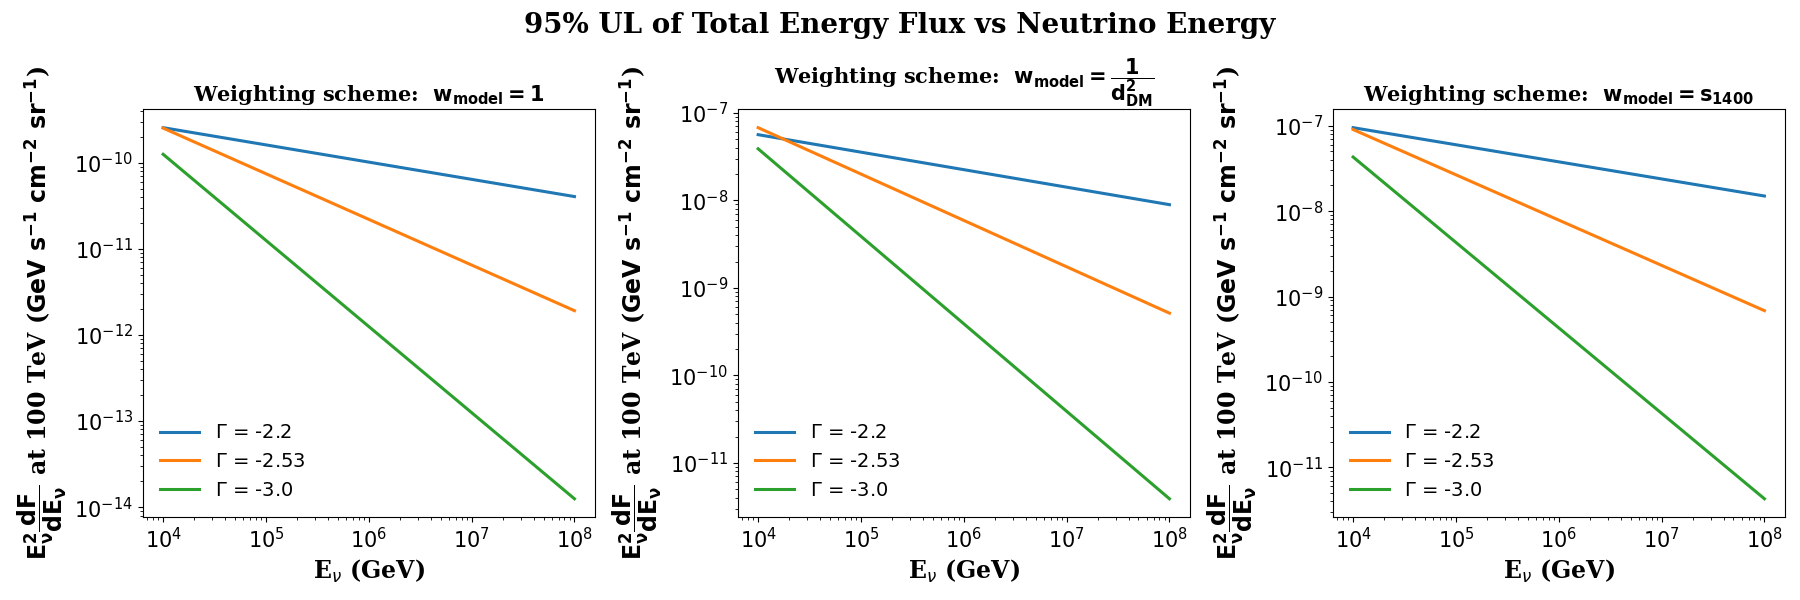 95% UL of Total Energy Flux vs Neutrino Energy
Weighting scheme: w_model = 1
E²_ν dF/dE_ν at 100 TeV (GeV s⁻¹ cm⁻² sr⁻¹)
10⁻¹⁰
10⁻¹¹
10⁻¹²
10⁻¹³
10⁻¹⁴
Γ = -2.2
Γ = -2.53
Γ = -3.0
10⁴ 10⁵ 10⁶ 10⁷ 10⁸
E_ν (GeV)
Weighting scheme: w_model = 1/d²_DM
E²_ν dF/dE_ν at 100 TeV (GeV s⁻¹ cm⁻² sr⁻¹)
10⁻⁷
10⁻⁸
10⁻⁹
10⁻¹⁰
10⁻¹¹
Γ = -2.2
Γ = -2.53
Γ = -3.0
10⁴ 10⁵ 10⁶ 10⁷ 10⁸
E_ν (GeV)
Weighting scheme: w_model = s₁₄₀₀
E²_ν dF/dE_ν at 100 TeV (GeV s⁻¹ cm⁻² sr⁻¹)
10⁻⁷
10⁻⁸
10⁻⁹
10⁻¹⁰
10⁻¹¹
Γ = -2.2
Γ = -2.53
Γ = -3.0
10⁴ 10⁵ 10⁶ 10⁷ 10⁸
E_ν (GeV)